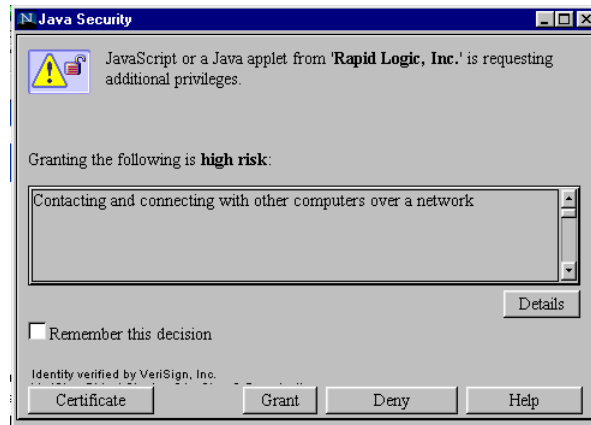 Java Security
JavaScript or a Java applet from 'Rapid Logic, Inc.' is requesting
additional privileges.
Granting the following is high risk:
Contacting and connecting with other computers over a network
Details
Remember this decision
Identity verified by VeriSign, Inc.
Certificate Grant Deny Help